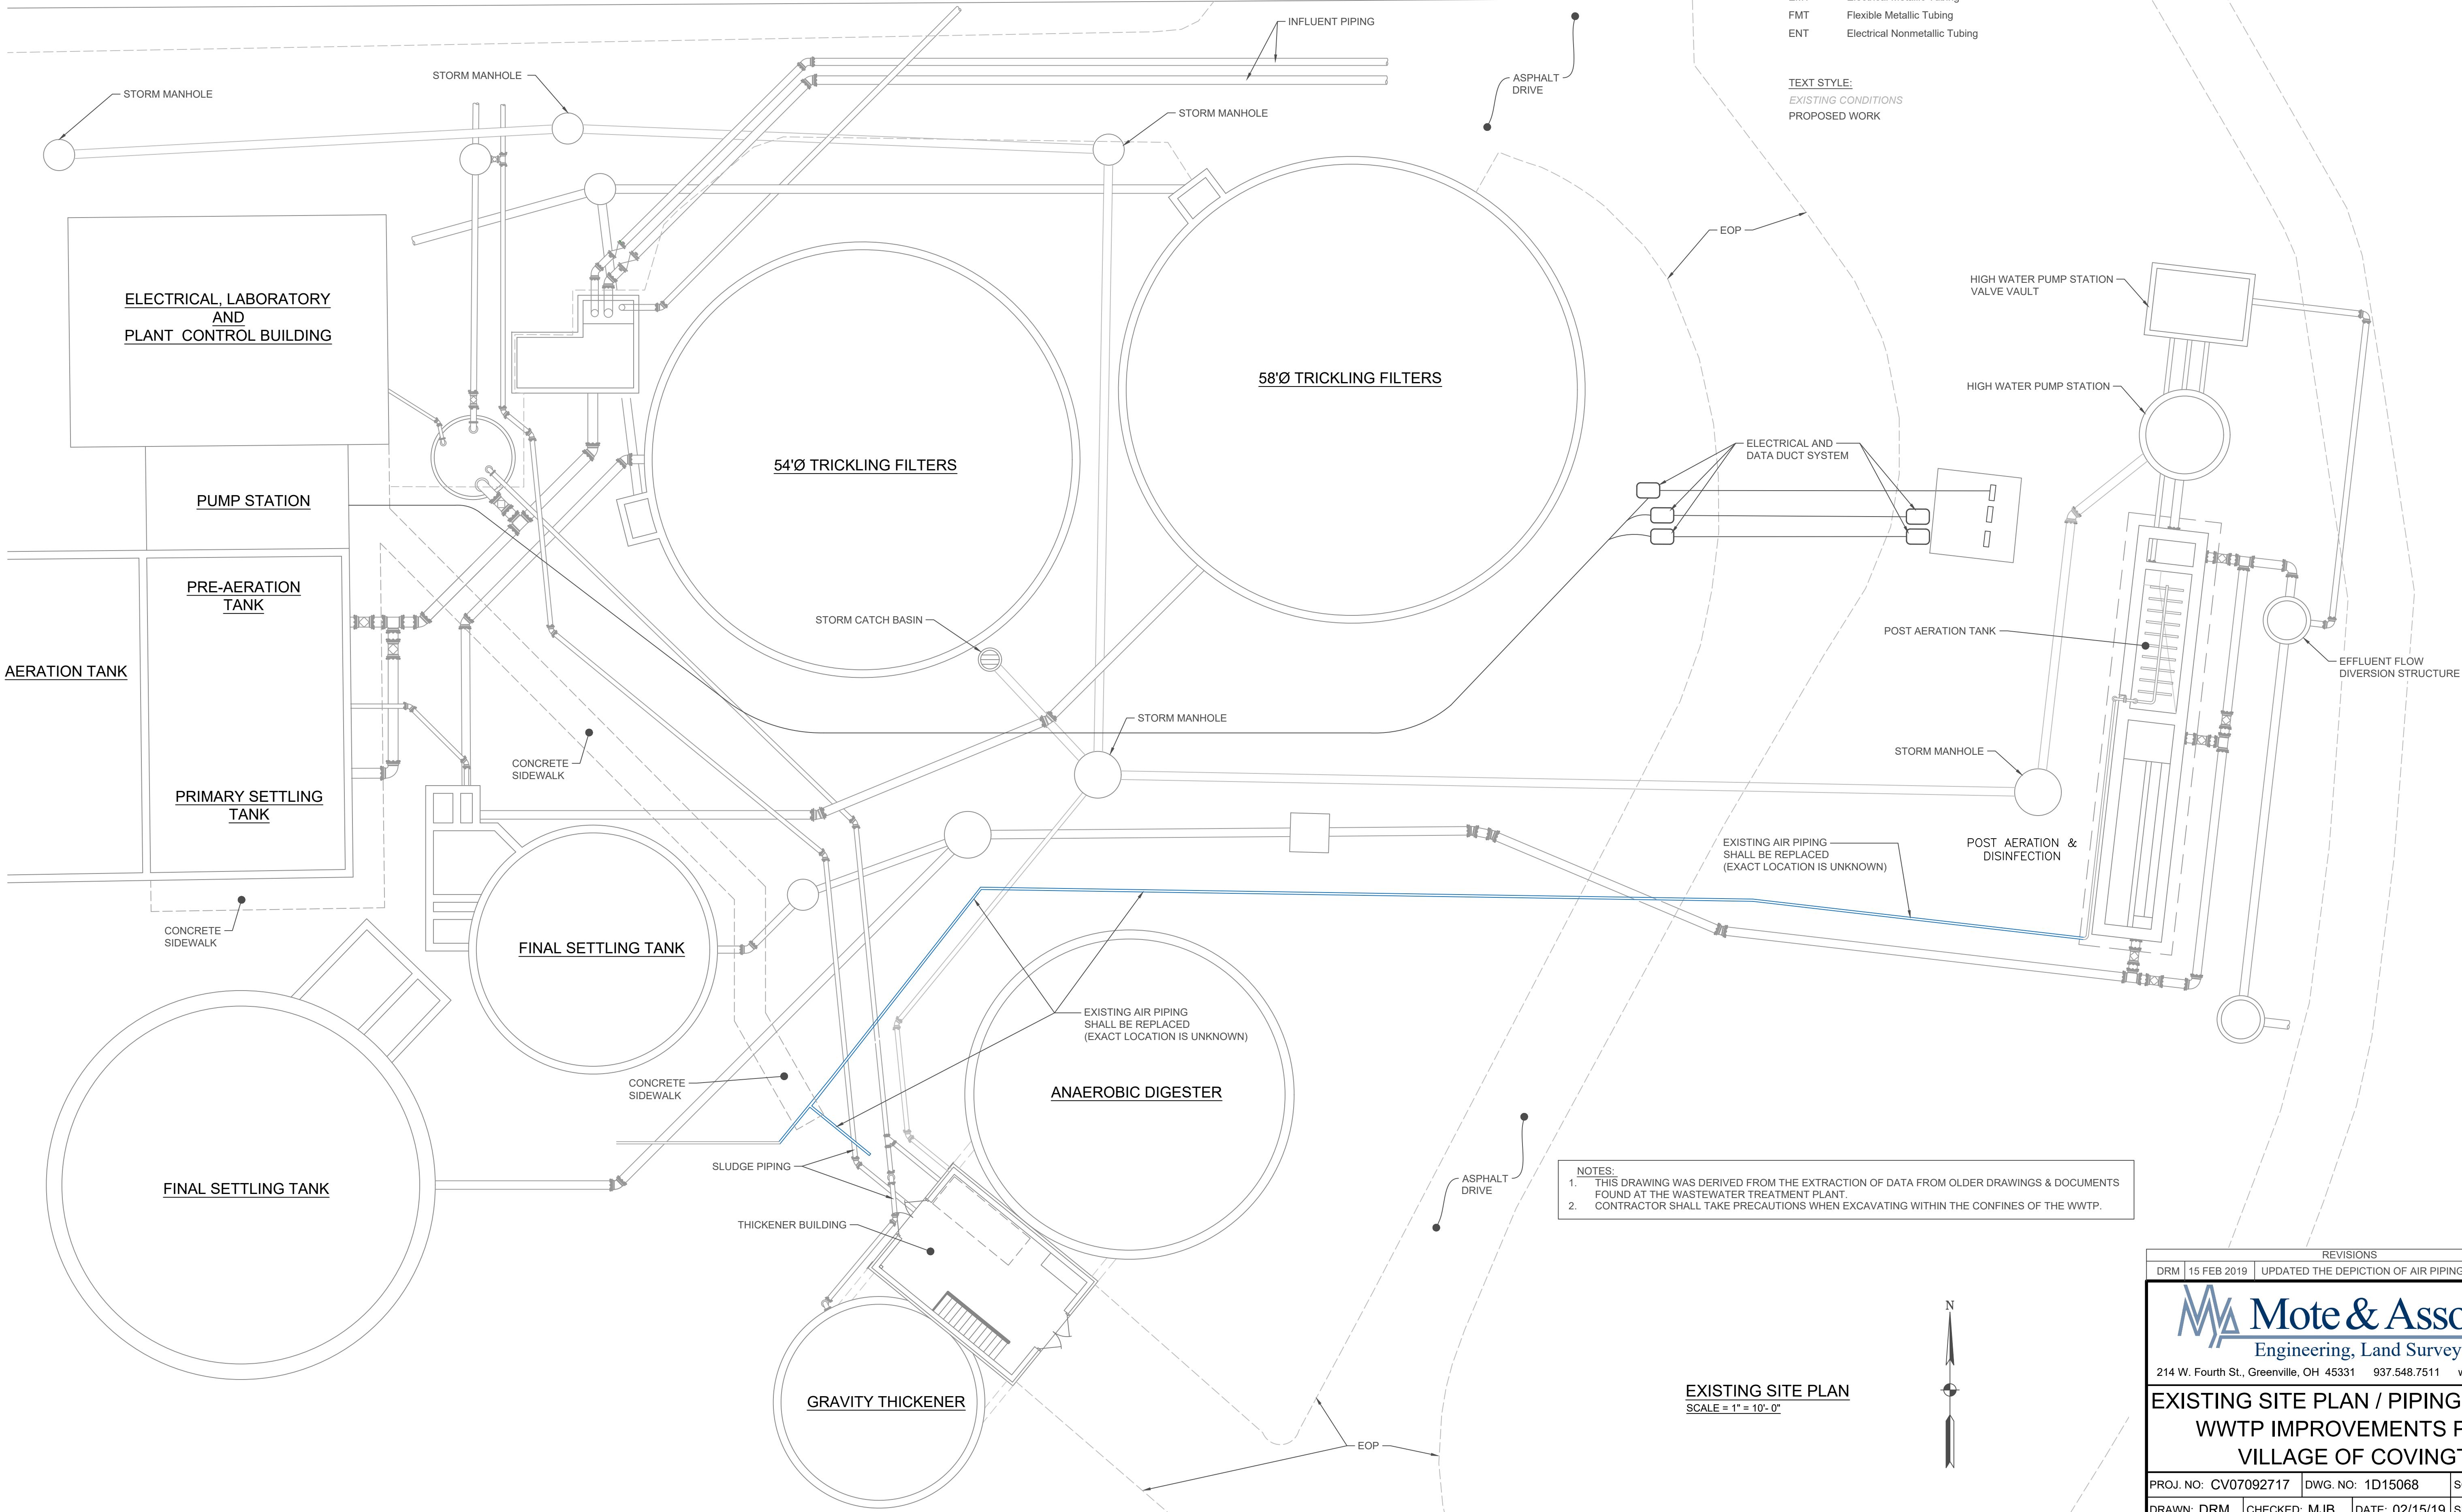 FMT Flexible Metallic Tubing
ENT Electrical Nonmetallic Tubing
TEXT STYLE:
EXISTING CONDITIONS
PROPOSED WORK
INFLUENT PIPING
STORM MANHOLE
STORM MANHOLE
STORM MANHOLE
ASPHALT
DRIVE
EOP
HIGH WATER PUMP STATION
VALVE VAULT
HIGH WATER PUMP STATION
ELECTRICAL, LABORATORY
AND
PLANT CONTROL BUILDING
58'Ø TRICKLING FILTERS
54'Ø TRICKLING FILTERS
ELECTRICAL AND
DATA DUCT SYSTEM
PUMP STATION
PRE-AERATION
TANK
AERATION TANK
STORM CATCH BASIN
POST AERATION TANK
EFFLUENT FLOW
DIVERSION STRUCTURE
STORM MANHOLE
STORM MANHOLE
CONCRETE
SIDEWALK
PRIMARY SETTLING
TANK
EXISTING AIR PIPING
SHALL BE REPLACED
(EXACT LOCATION IS UNKNOWN)
POST AERATION &
DISINFECTION
CONCRETE
SIDEWALK
FINAL SETTLING TANK
EXISTING AIR PIPING
SHALL BE REPLACED
(EXACT LOCATION IS UNKNOWN)
CONCRETE
SIDEWALK
ANAEROBIC DIGESTER
SLUDGE PIPING
FINAL SETTLING TANK
THICKENER BUILDING
ASPHALT
DRIVE
NOTES:
1. THIS DRAWING WAS DERIVED FROM THE EXTRACTION OF DATA FROM OLDER DRAWINGS & DOCUMENTS
FOUND AT THE WASTEWATER TREATMENT PLANT.
2. CONTRACTOR SHALL TAKE PRECAUTIONS WHEN EXCAVATING WITHIN THE CONFINES OF THE WWTP.
GRAVITY THICKENER
EOP
EXISTING SITE PLAN
SCALE = 1" = 10'- 0"
N
REVISIONS
DRM 15 FEB 2019 UPDATED THE DEPICTION OF AIR PIPING
Mote & Asso
Engineering, Land Survey
214 W. Fourth St., Greenville, OH 45331 937.548.7511
EXISTING SITE PLAN / PIPING
WWTP IMPROVEMENTS P
VILLAGE OF COVING
PROJ. NO: CV07092717 DWG. NO: 1D15068
DRAWN: DRM CHECKED: MJB DATE: 02/15/19